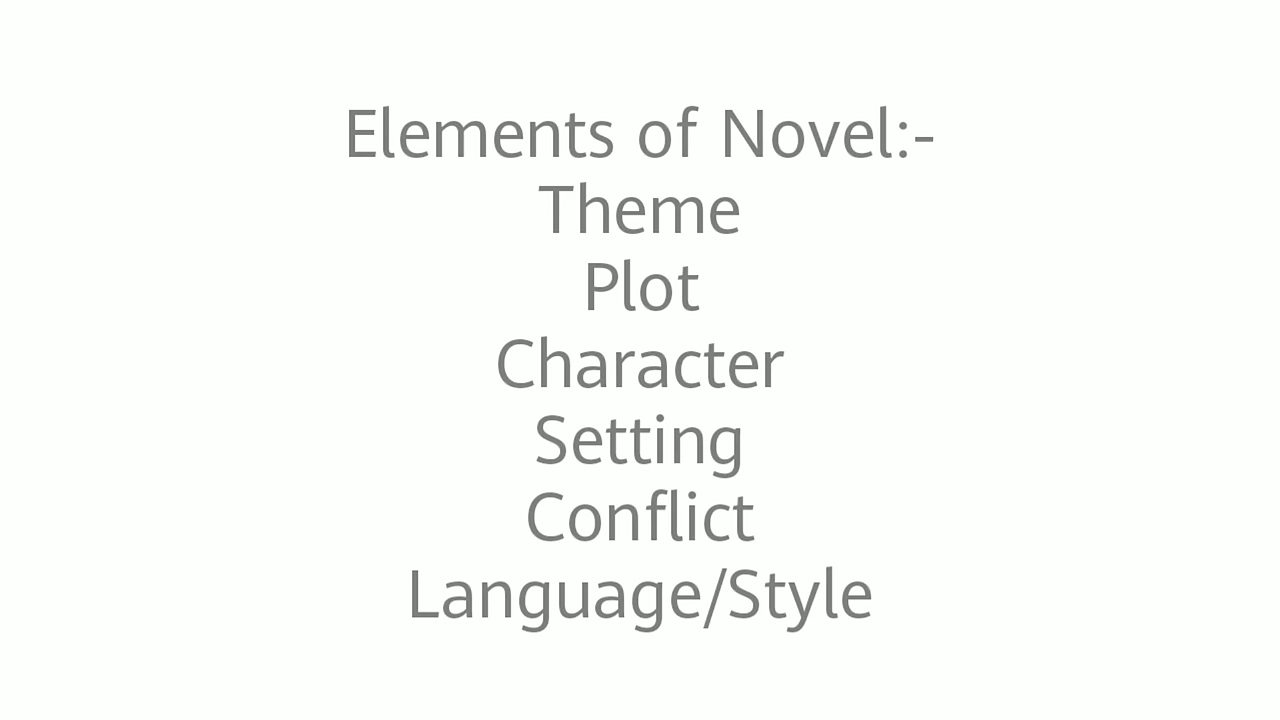 Elements of Novel:-
Theme
Plot
Character
Setting
Conflict
Language/Style